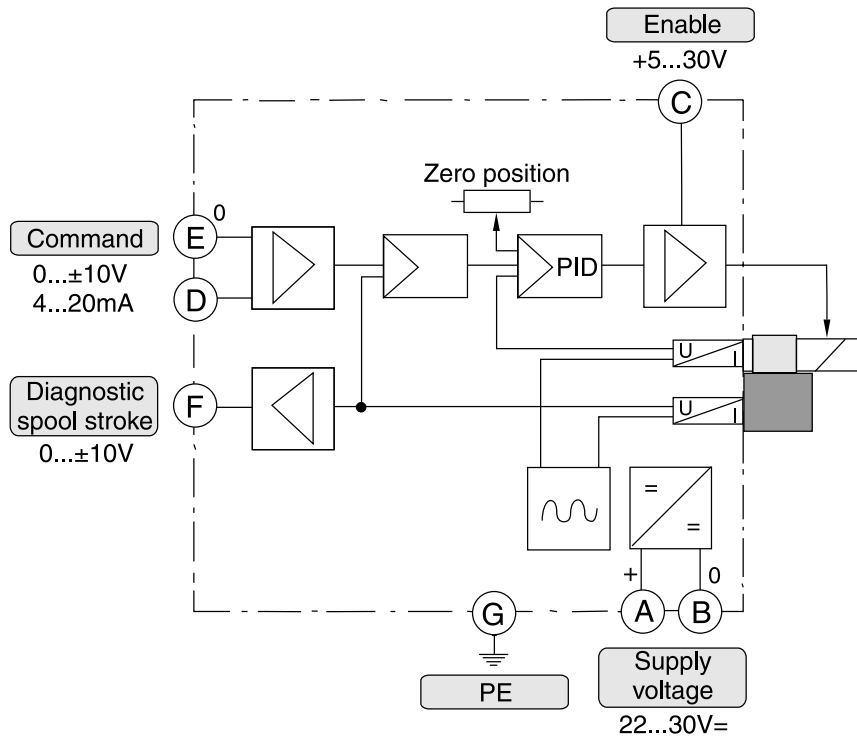 Enable
+5...30V
C
Zero position
0
E
Command
0...±10V
4...20mA
D
PID
U
I
Diagnostic
spool stroke
0...±10V
F
U
I
=
=
+
0
G
A
B
PE
Supply
voltage
22...30V=